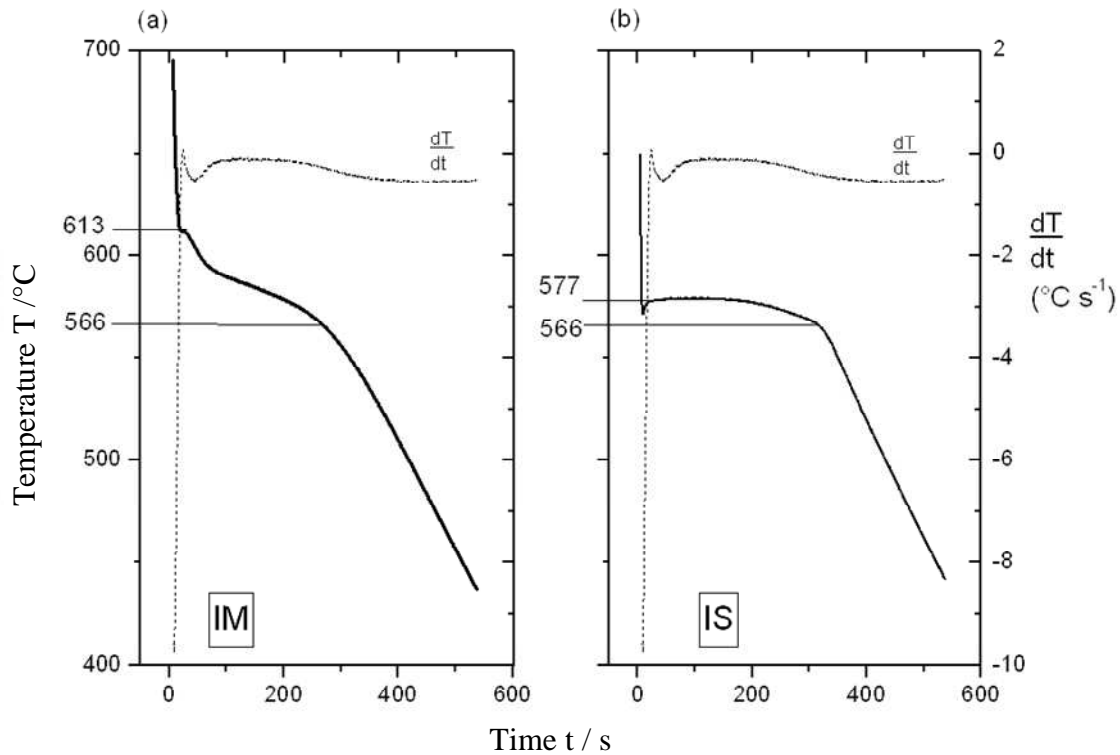 (a)
(b)
700
600
500
400
613
566
577
566
dT
dt
dT
dt
2
0
-2
-4
-6
-8
-10
dT
dt
(°C s⁻¹)
Temperature T /°C
IM
IS
0 200 400 600
0 200 400 600
Time t / s